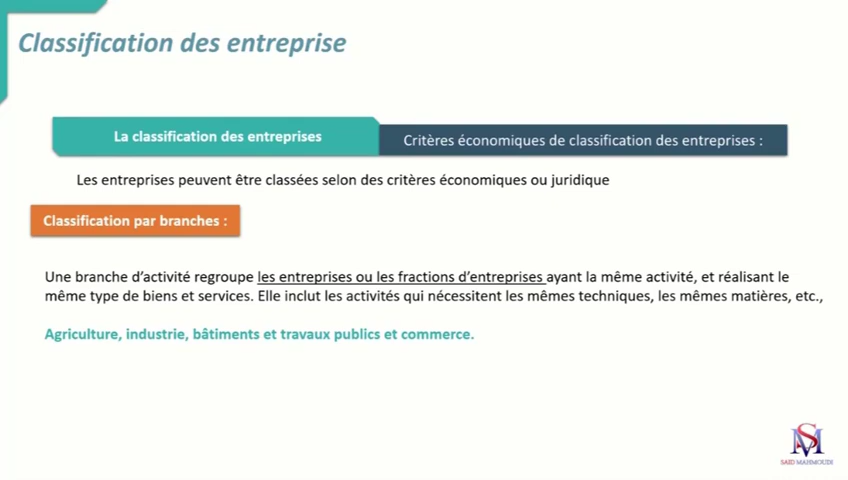 Classification des entreprise
La classification des entreprises
Critères économiques de classification des entreprises :
Les entreprises peuvent être classées selon des critères économiques ou juridique
Classification par branches :
Une branche d'activité regroupe les entreprises ou les fractions d'entreprises ayant la même activité, et réalisant le
même type de biens et services. Elle inclut les activités qui nécessitent les mêmes techniques, les mêmes matières, etc.,
Agriculture, industrie, bâtiments et travaux publics et commerce.
SM
SAID MAHMOUDI